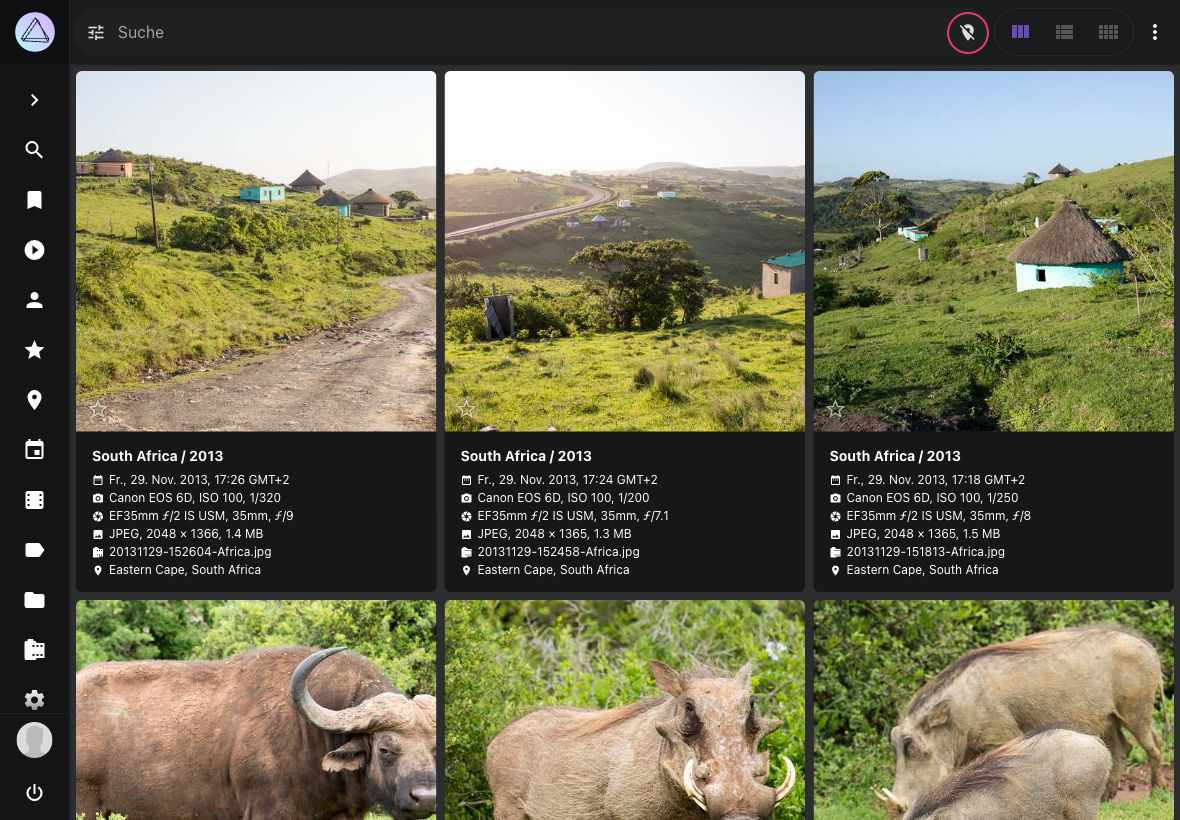 Suche
South Africa / 2013
Fr., 29. Nov. 2013, 17:26 GMT+2
Canon EOS 6D, ISO 100, 1/320
EF35mm ƒ/2 IS USM, 35mm, ƒ/9
JPEG, 2048 × 1366, 1.4 MB
20131129-152604-Africa.jpg
Eastern Cape, South Africa
South Africa / 2013
Fr., 29. Nov. 2013, 17:24 GMT+2
Canon EOS 6D, ISO 100, 1/200
EF35mm ƒ/2 IS USM, 35mm, ƒ/7.1
JPEG, 2048 × 1365, 1.3 MB
20131129-152458-Africa.jpg
Eastern Cape, South Africa
South Africa / 2013
Fr., 29. Nov. 2013, 17:18 GMT+2
Canon EOS 6D, ISO 100, 1/250
EF35mm ƒ/2 IS USM, 35mm, ƒ/8
JPEG, 2048 × 1365, 1.5 MB
20131129-151813-Africa.jpg
Eastern Cape, South Africa